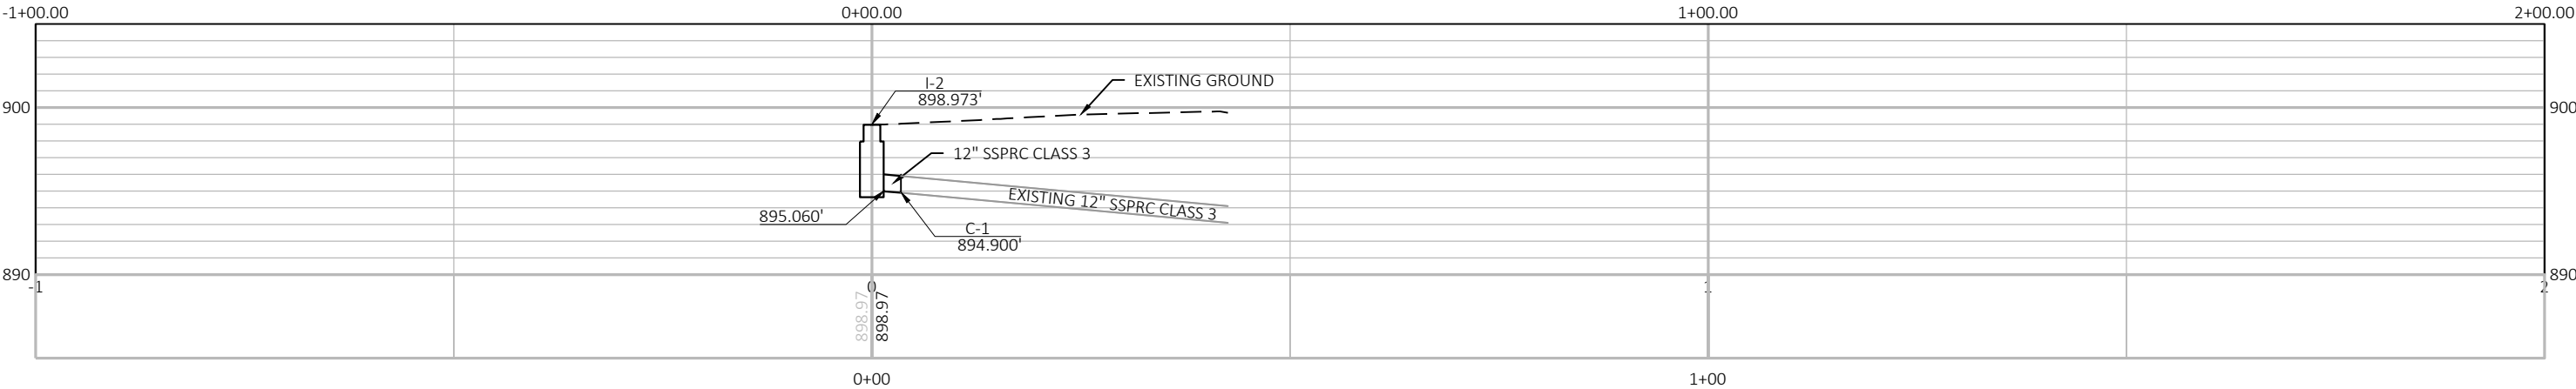 -1+00.00 0+00.00 1+00.00 2+00.00
I-2
898.973'
EXISTING GROUND
900 900
12" SSPRC CLASS 3
EXISTING 12" SSPRC CLASS 3
895.060'
C-1
894.900'
890 890
-1 0 1 2
898.97
898.97
0+00 1+00